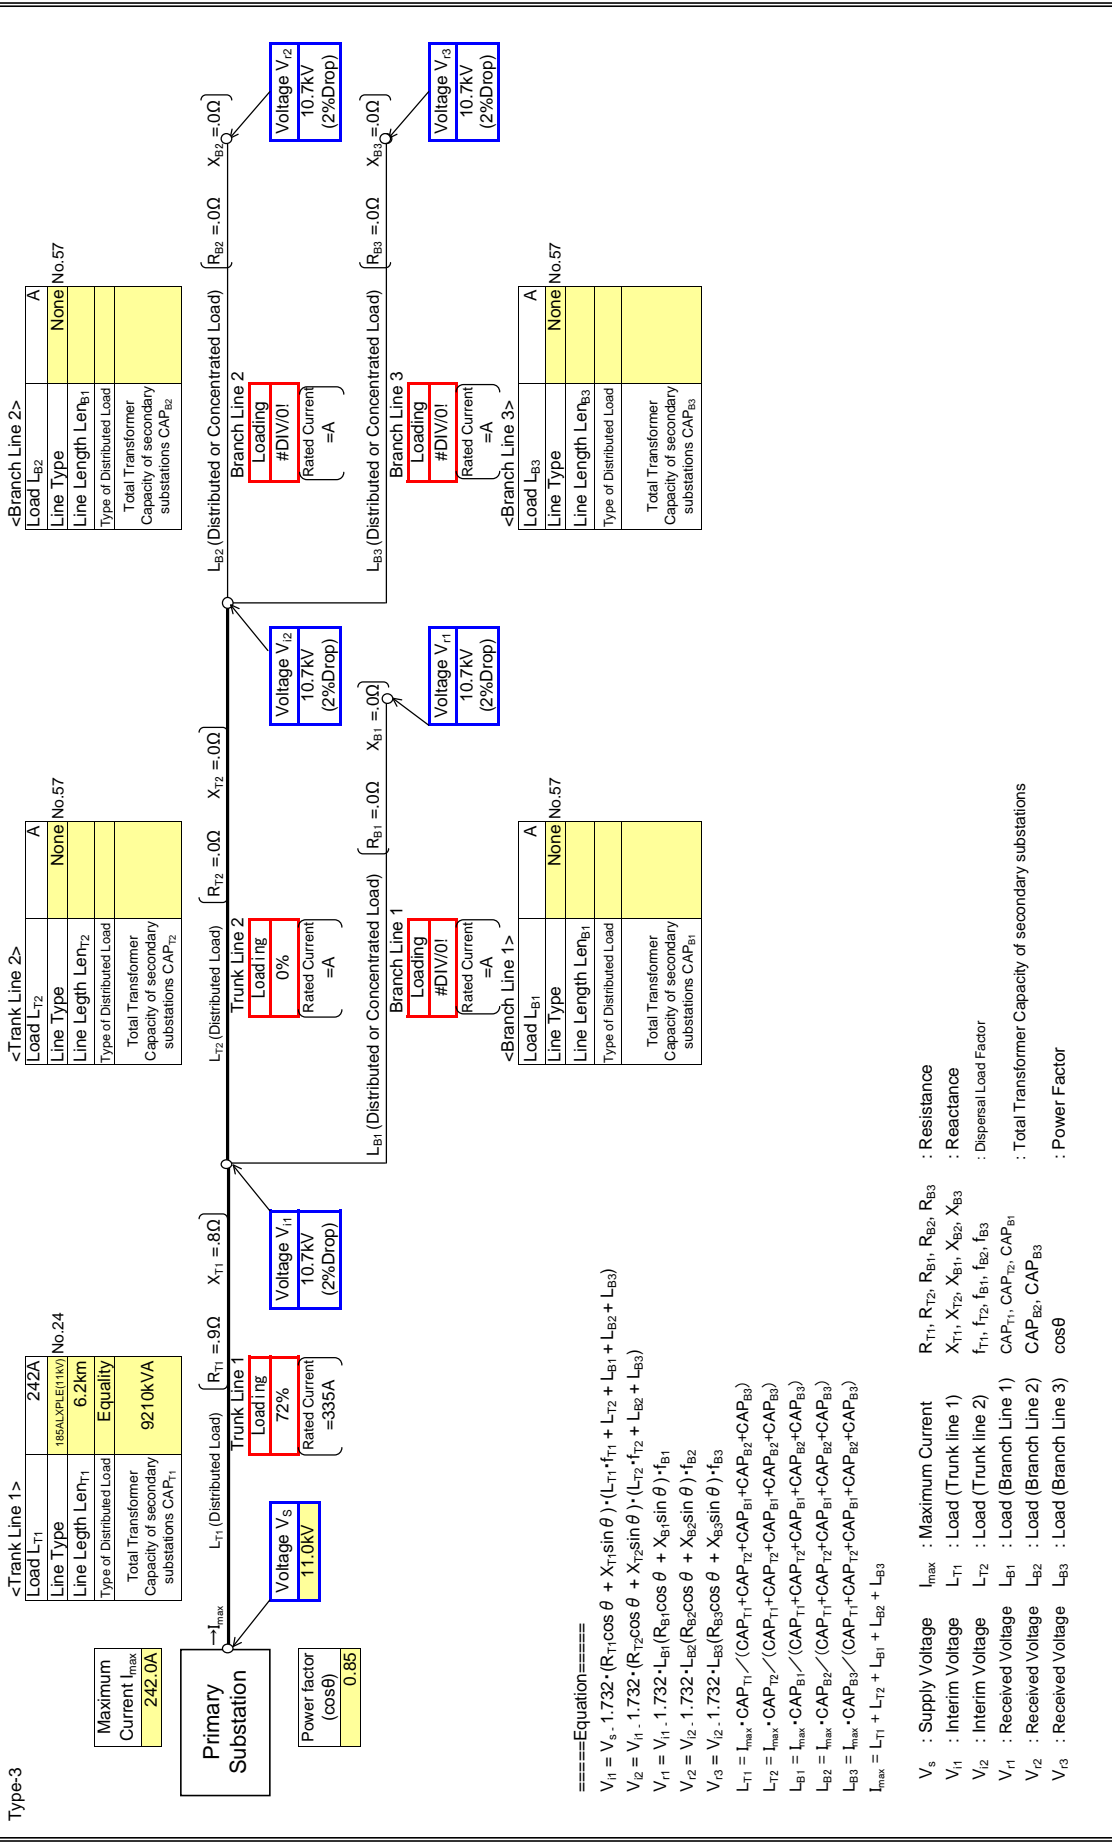 Type-3
Maximum
Current Imax
242.0A
<Trank Line 1>
Load LT1 242A
Line Type 185ALXPLE(11kV) No.24
Line Legth LenT1 6.2km
Type of Distributed Load Equality
Total Transformer
Capacity of secondary
substations CAPT1
9210kVA
<Trank Line 2>
Load LT2 A
Line Type None No.57
Line Length LenT2
Type of Distributed Load
Total Transformer
Capacity of secondary
substations CAPT2
<Branch Line 2>
Load LB2 A
Line Type None No.57
Line Length LenB1
Type of Distributed Load
Total Transformer
Capacity of secondary
substations CAPB2
Primary
Substation
→Imax
LT1 (Distributed Load) RT1 =.9Ω XT1 =.8Ω
LT2 (Distributed Load) RT2 =.0Ω XT2 =.0Ω
LB2 (Distributed or Concentrated Load) RB2 =.0Ω XB2 =.0Ω
Power factor
(cosθ)
0.85
Voltage VS
11.0kV
Trunk Line 1
Loading
72%
Rated Current
=335A
Voltage Vi1
10.7kV
(2%Drop)
Trunk Line 2
Loading
0%
Rated Current
=A
Voltage Vi2
10.7kV
(2%Drop)
Branch Line 2
Loading
#DIV/0!
Rated Current
=A
Voltage Vr2
10.7kV
(2%Drop)
LB1 (Distributed or Concentrated Load) RB1 =.0Ω XB1 =.0Ω
LB3 (Distributed or Concentrated Load) RB3 =.0Ω XB3 =.0Ω
Branch Line 1
Loading
#DIV/0!
Rated Current
=A
Voltage Vr1
10.7kV
(2%Drop)
Branch Line 3
Loading
#DIV/0!
Rated Current
=A
Voltage Vr3
10.7kV
(2%Drop)
<Branch Line 1>
Load LB1 A
Line Type None No.57
Line Length LenB1
Type of Distributed Load
Total Transformer
Capacity of secondary
substations CAPB1
<Branch Line 3>
Load LB3 A
Line Type None No.57
Line Length LenB3
Type of Distributed Load
Total Transformer
Capacity of secondary
substations CAPB3
=====Equation=====
Vi1 = Vs - 1.732・(RT1cos θ + XT1sin θ)・(LT1・fT1 + LT2 + LB1 + LB2 + LB3)
Vi2 = Vi1 - 1.732・(RT2cos θ + XT2sin θ)・(LT2・fT2 + LB2 + LB3)
Vr1 = Vi1 - 1.732・LB1(RB1cos θ + XB1sin θ)・fB1
Vr2 = Vi2 - 1.732・LB2(RB2cos θ + XB2sin θ)・fB2
Vr3 = Vi2 - 1.732・LB3(RB3cos θ + XB3sin θ)・fB3
LT1 = Imax・CAPT1／(CAPT1+CAPT2+CAPB1+CAPB2+CAPB3)
LT2 = Imax・CAPT2／(CAPT1+CAPT2+CAPB1+CAPB2+CAPB3)
LB1 = Imax・CAPB1／(CAPT1+CAPT2+CAPB1+CAPB2+CAPB3)
LB2 = Imax・CAPB2／(CAPT1+CAPT2+CAPB1+CAPB2+CAPB3)
LB3 = Imax・CAPB3／(CAPT1+CAPT2+CAPB1+CAPB2+CAPB3)
Imax = LT1 + LT2 + LB1 + LB2 + LB3
Vs : Supply Voltage Imax : Maximum Current RT1, RT2, RB1, RB2, RB3 : Resistance
Vi1 : Interim Voltage LT1 : Load (Trunk line 1) XT1, XT2, XB1, XB2, XB3 : Reactance
Vi2 : Interim Voltage LT2 : Load (Trunk line 2) fT1, fT2, fB1, fB2, fB3 : Dispersal Load Factor
Vr1 : Received Voltage LB1 : Load (Branch Line 1) CAPT1, CAPT2, CAPB1 : Total Transformer Capacity of secondary substations
Vr2 : Received Voltage LB2 : Load (Branch Line 2) CAPB2, CAPB3
Vr3 : Received Voltage LB3 : Load (Branch Line 3) cosθ : Power Factor